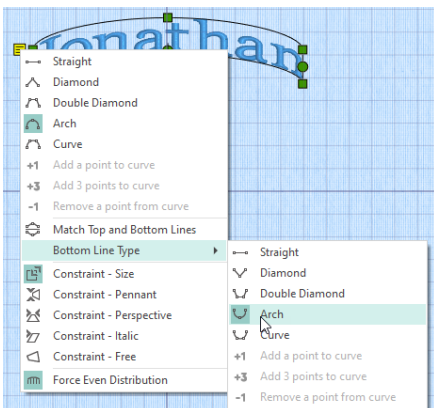 Jonathan
Straight
Diamond
Double Diamond
Arch
Curve
+1 Add a point to curve
+3 Add 3 points to curve
-1 Remove a point from curve
Match Top and Bottom Lines
Bottom Line Type
Constraint - Size
Constraint - Pennant
Constraint - Perspective
Constraint - Italic
Constraint - Free
Force Even Distribution
Straight
Diamond
Double Diamond
Arch
Curve
+1 Add a point to curve
+3 Add 3 points to curve
-1 Remove a point from curve